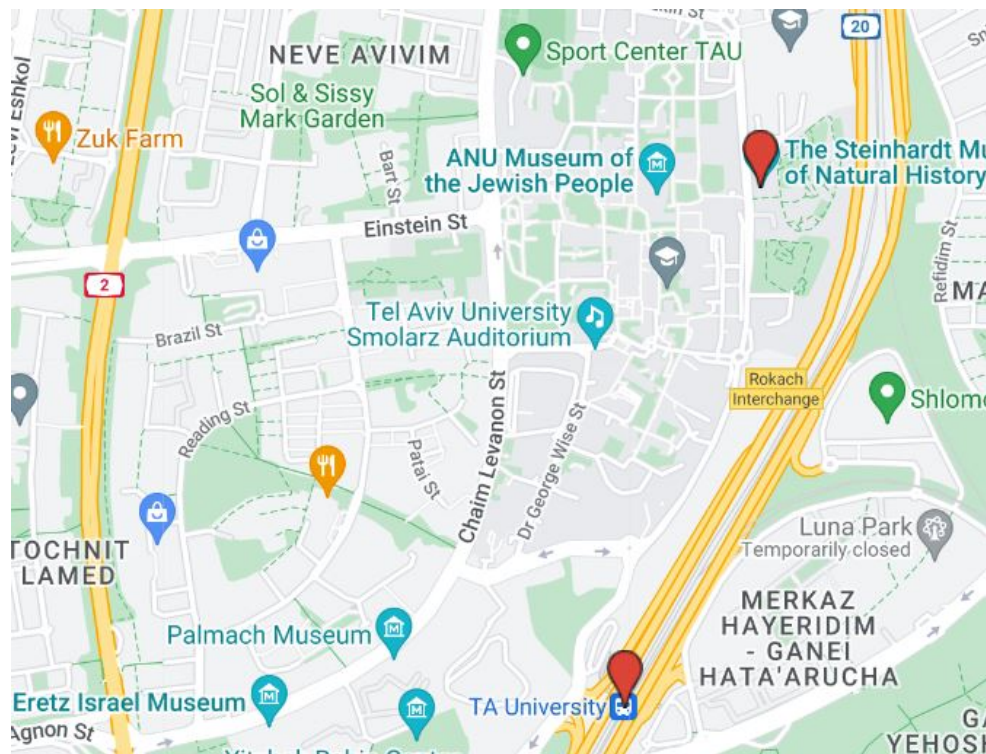 20
NEVE AVIVIM
Sport Center TAU
Sol & Sissy
Mark Garden
Zuk Farm
Levi Eshkol
Bart St
ANU Museum of
the Jewish People
The Steinhardt Mu
of Natural History
Einstein St
Refidim St
2
MA
Tel Aviv University
Smolarz Auditorium
Brazil St
Rokach
Interchange
Chaim Levanon St
Shlomo
Reading St
Dr George Wise St
Patai St
Luna Park
Temporarily closed
TOCHNIT
LAMED
MERKAZ
HAYERIDIM
- GANEI
HATA'ARUCHA
Palmach Museum
Eretz Israel Museum
TA University
Agnon St
GA
YEHOSH